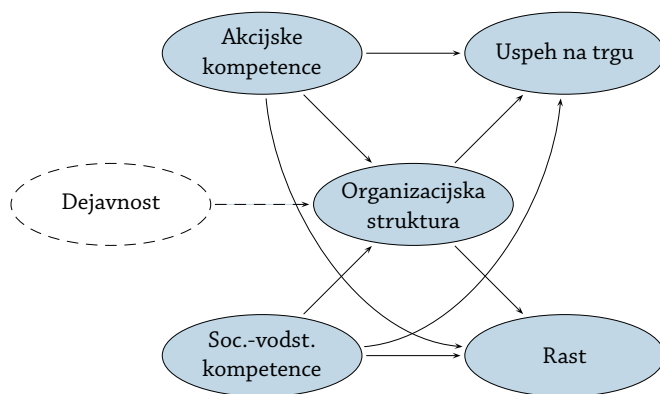 Akcijske
kompetence
Uspeh na trgu
Dejavnost
Organizacijska
struktura
Soc.-vodst.
kompetence
Rast